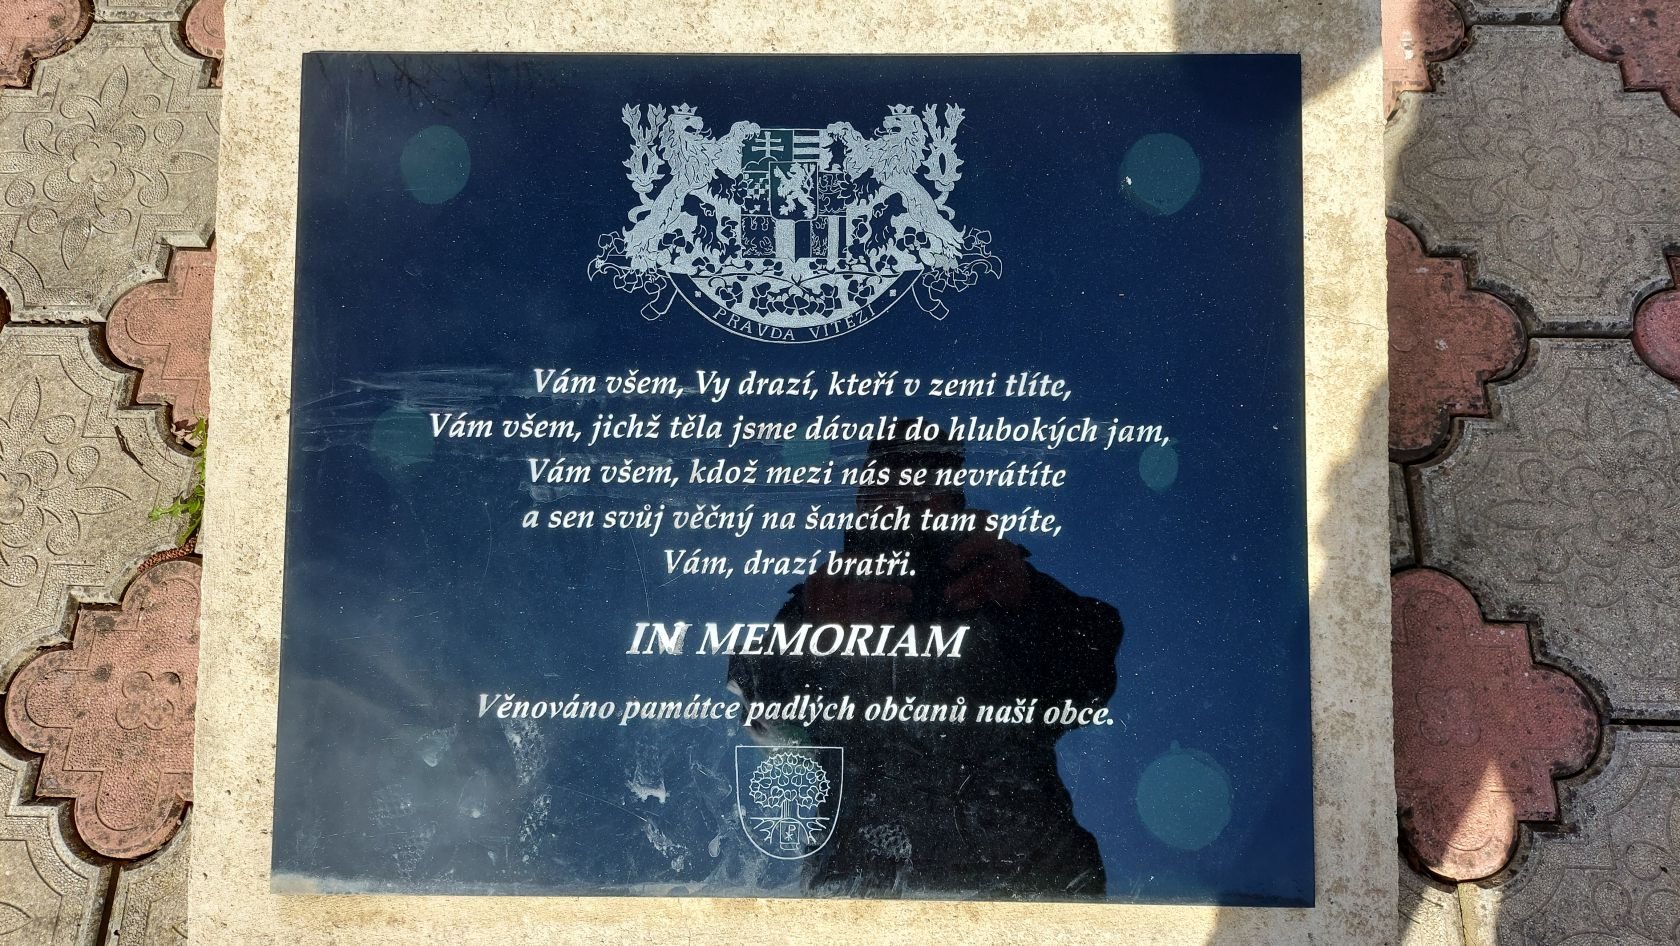 PRAVDA VÍTĚZÍ
Vám všem, Vy drazí, kteří v zemi tlíte,
Vám všem, jichž těla jsme dávali do hlubokých jam,
Vám všem, kdož mezi nás se nevrátíte
a sen svůj věčný na šancích tam spíte,
Vám, drazí bratři.
IN MEMORIAM
Věnováno památce padlých občanů naší obce.